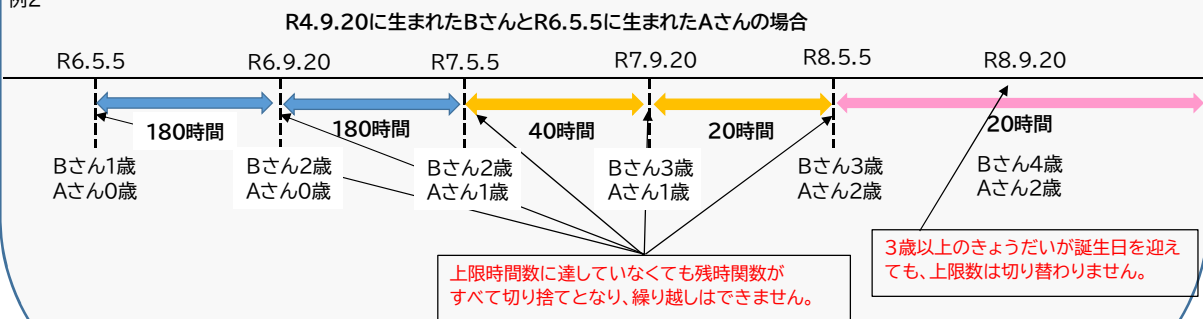 例2
R4.9.20に生まれたBさんとR6.5.5に生まれたAさんの場合
R6.5.5
R6.9.20
R7.5.5
R7.9.20
R8.5.5
R8.9.20
180時間
180時間
40時間
20時間
20時間
Bさん1歳
Aさん0歳
Bさん2歳
Aさん0歳
Bさん2歳
Aさん1歳
Bさん3歳
Aさん1歳
Bさん3歳
Aさん2歳
Bさん4歳
Aさん2歳
上限時間数に達していなくても残時関数が
すべて切り捨てとなり、繰り越しはできません。
3歳以上のきょうだいが誕生日を迎え
ても、上限数は切り替わりません。